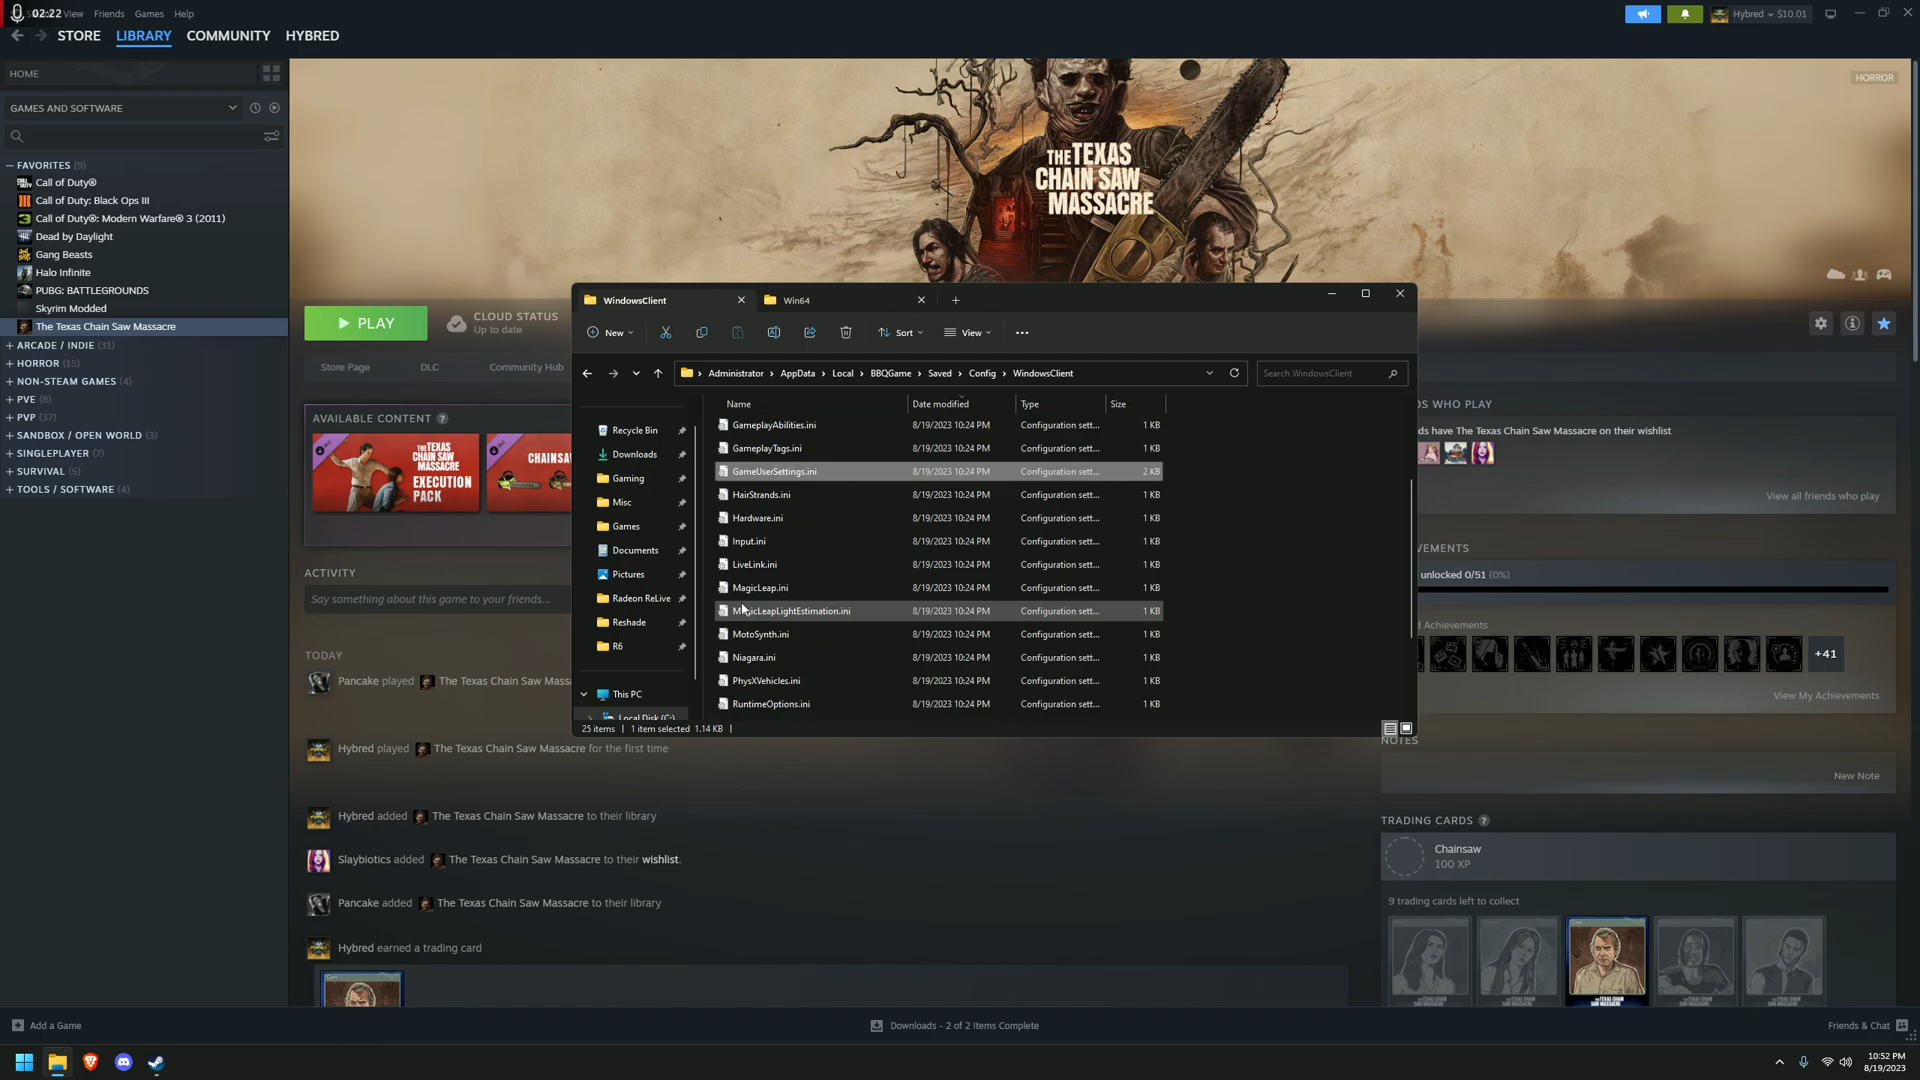 02:22
View
Friends
Games
Help
Hybred
$10.01
STORE
LIBRARY
COMMUNITY
HYBRED
HOME
GAMES AND SOFTWARE
FAVORITES (9)
Call of Duty®
Call of Duty: Black Ops III
Call of Duty®: Modern Warfare® 3 (2011)
Dead by Daylight
Gang Beasts
Halo Infinite
PUBG: BATTLEGROUNDS
Skyrim Modded
The Texas Chain Saw Massacre
ARCADE / INDIE (31)
HORROR (15)
NON-STEAM GAMES (4)
PVE (8)
PVP (37)
SANDBOX / OPEN WORLD (3)
SINGLEPLAYER (7)
SURVIVAL (5)
TOOLS / SOFTWARE (4)
HORROR
THE TEXAS
CHAIN SAW
MASSACRE
PLAY
CLOUD STATUS
Up to date
Store Page
DLC
Community Hub
AVAILABLE CONTENT ?
THE TEXAS
CHAIN SAW
MASSACRE
EXECUTION
PACK
CHAINSA
ACTIVITY
Say something about this game to your friends...
TODAY
Pancake played The Texas Chain Saw Massa
Hybred played The Texas Chain Saw Massacre for the first time
Hybred added The Texas Chain Saw Massacre to their library
Slaybiotics added The Texas Chain Saw Massacre to their wishlist.
Pancake added The Texas Chain Saw Massacre to their library
Hybred earned a trading card
WindowsClient
Win64
New
Sort
View
Administrator
AppData
Local
BBQGame
Saved
Config
WindowsClient
Search WindowsClient
Name
Date modified
Type
Size
Recycle Bin
Downloads
Gaming
Misc
Games
Documents
Pictures
Radeon ReLive
Reshade
R6
This PC
Local Disk (C:)
GameplayAbilities.ini 8/19/2023 10:24 PM Configuration sett... 1 KB
GameplayTags.ini 8/19/2023 10:24 PM Configuration sett... 1 KB
GameUserSettings.ini 8/19/2023 10:24 PM Configuration sett... 2 KB
HairStrands.ini 8/19/2023 10:24 PM Configuration sett... 1 KB
Hardware.ini 8/19/2023 10:24 PM Configuration sett... 1 KB
Input.ini 8/19/2023 10:24 PM Configuration sett... 1 KB
LiveLink.ini 8/19/2023 10:24 PM Configuration sett... 1 KB
MagicLeap.ini 8/19/2023 10:24 PM Configuration sett... 1 KB
MagicLeapLightEstimation.ini 8/19/2023 10:24 PM Configuration sett... 1 KB
MotoSynth.ini 8/19/2023 10:24 PM Configuration sett... 1 KB
Niagara.ini 8/19/2023 10:24 PM Configuration sett... 1 KB
PhysXVehicles.ini 8/19/2023 10:24 PM Configuration sett... 1 KB
RuntimeOptions.ini 8/19/2023 10:24 PM Configuration sett... 1 KB
25 items
1 item selected 1.14 KB
DS WHO PLAY
ds have The Texas Chain Saw Massacre on their wishlist
View all friends who play
VEMENTS
unlocked 0/51 (0%)
d Achievements
+41
View My Achievements
NOTES
New Note
TRADING CARDS ?
Chainsaw
100 XP
9 trading cards left to collect
Add a Game
Downloads - 2 of 2 Items Complete
Friends & Chat
10:52 PM
8/19/2023